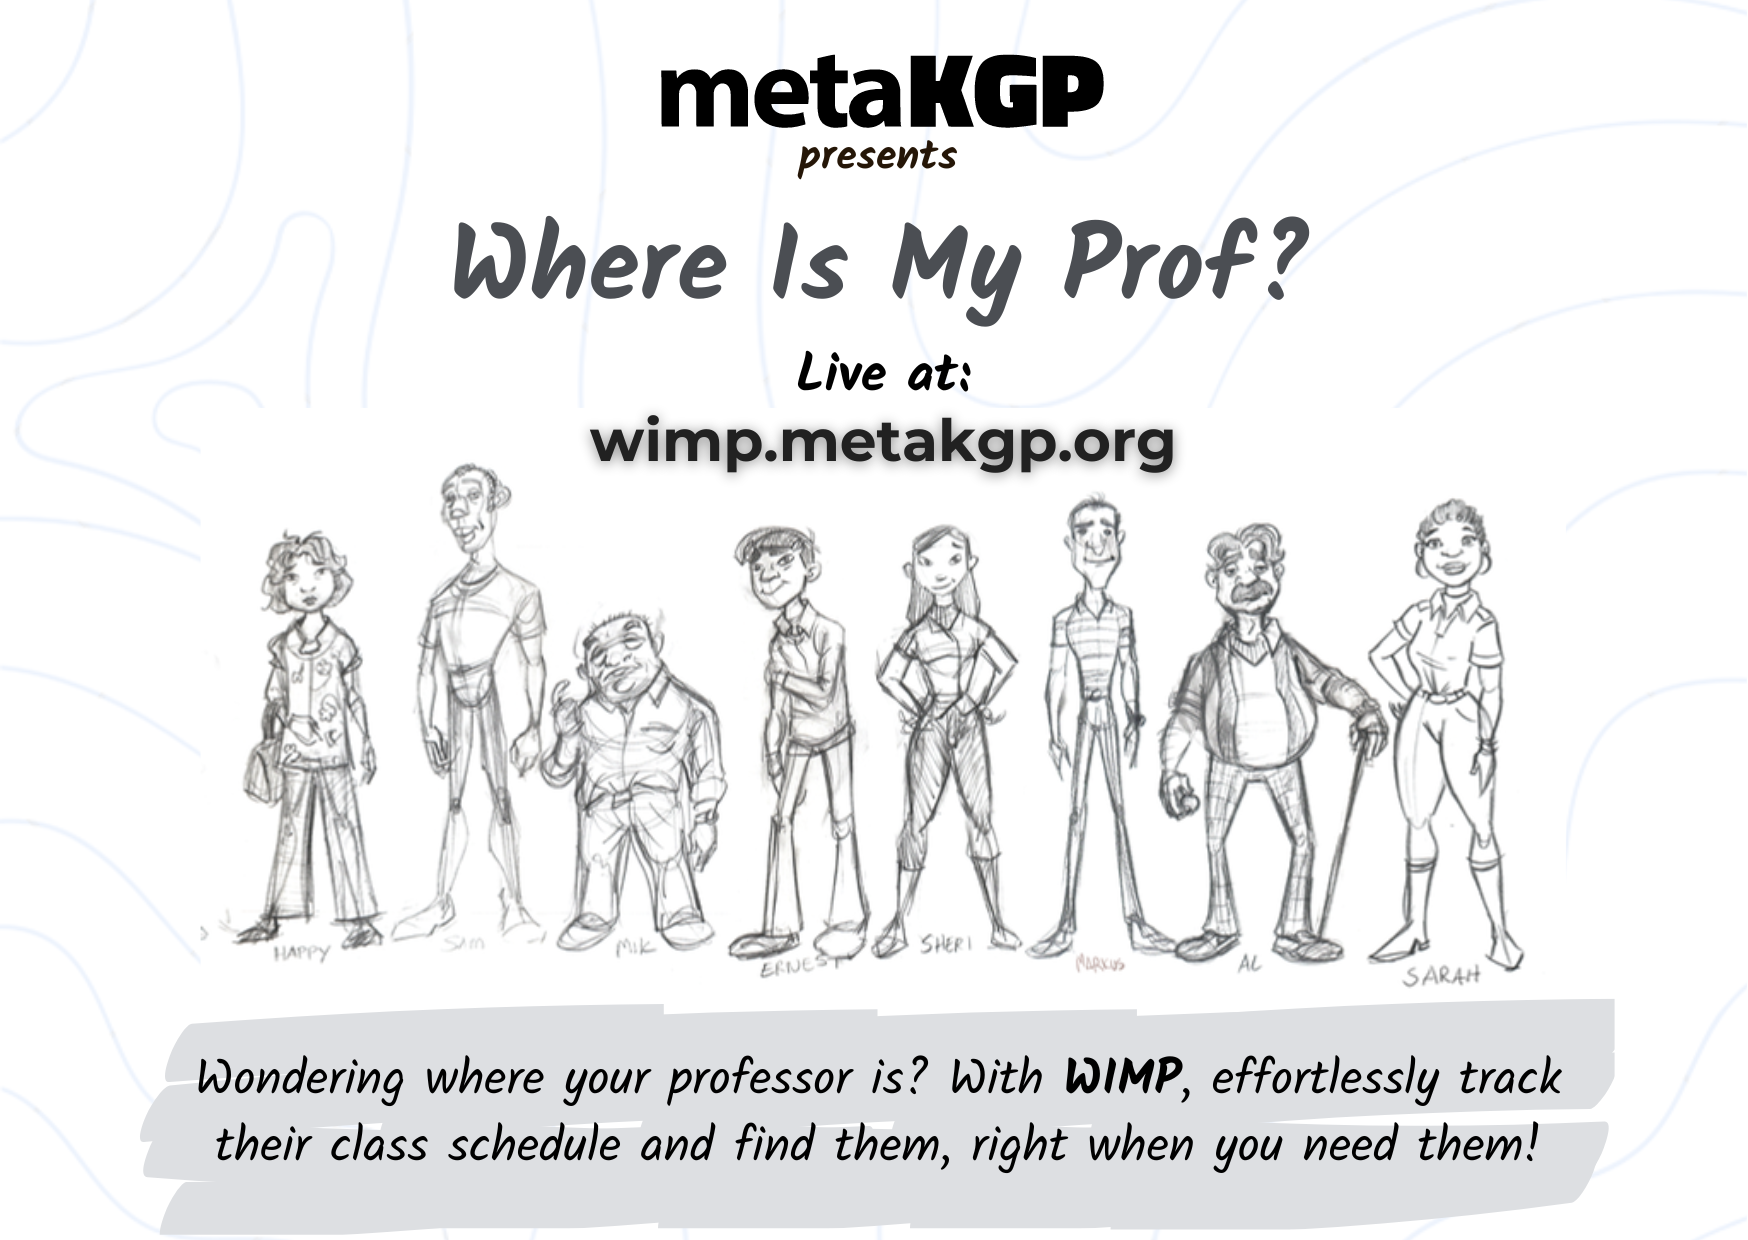 metaKGP
presents
Where Is My Prof?
Live at:
wimp.metakgp.org
HAPPY
SAM
MIK
ERNEST
SHERI
MARKUS
AL
SARAH
Wondering where your professor is? With WIMP, effortlessly track
their class schedule and find them, right when you need them!